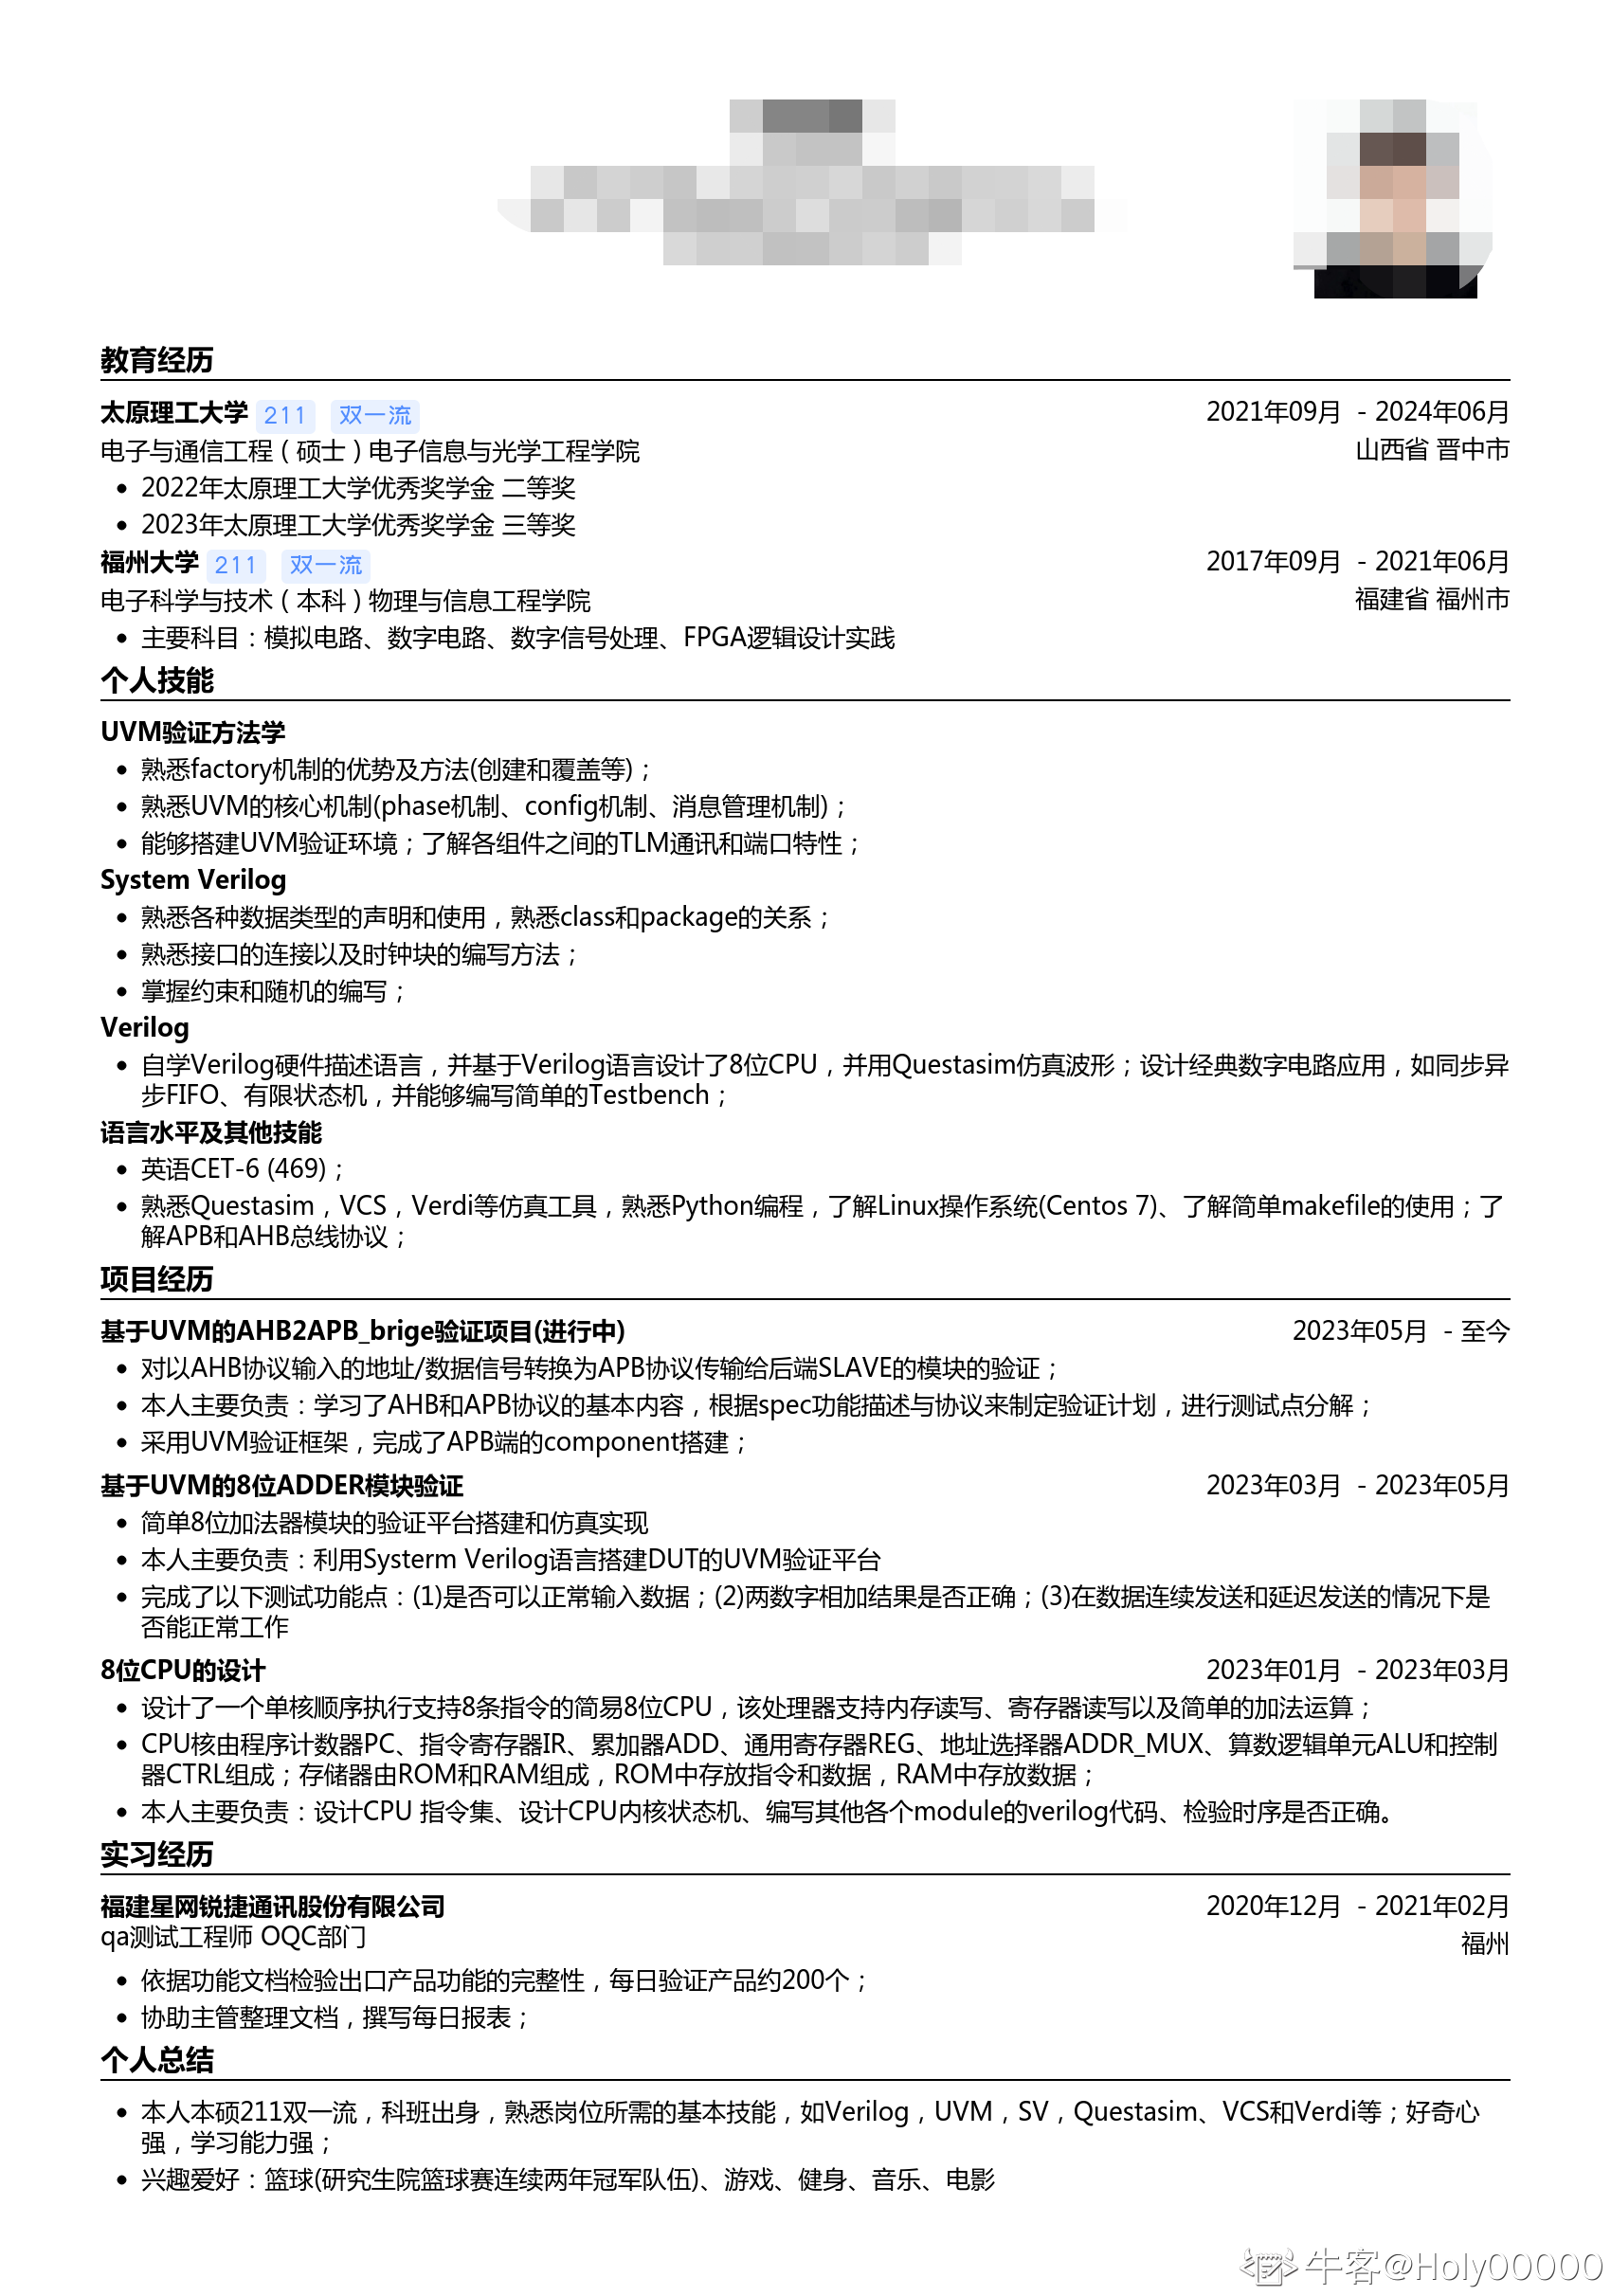 教育经历
太原理工大学 211 双一流 2021年09月 - 2024年06月
电子与通信工程（硕士）电子信息与光学工程学院 山西省 晋中市
• 2022年太原理工大学优秀奖学金 二等奖
• 2023年太原理工大学优秀奖学金 三等奖
福州大学 211 双一流 2017年09月 - 2021年06月
电子科学与技术（本科）物理与信息工程学院 福建省 福州市
• 主要科目：模拟电路、数字电路、数字信号处理、FPGA逻辑设计实践
个人技能
UVM验证方法学
• 熟悉factory机制的优势及方法(创建和覆盖等)；
• 熟悉UVM的核心机制(phase机制、config机制、消息管理机制)；
• 能够搭建UVM验证环境；了解各组件之间的TLM通讯和端口特性；
System Verilog
• 熟悉各种数据类型的声明和使用，熟悉class和package的关系；
• 熟悉接口的连接以及时钟块的编写方法；
• 掌握约束和随机的编写；
Verilog
• 自学Verilog硬件描述语言，并基于Verilog语言设计了8位CPU，并用Questasim仿真波形；设计经典数字电路应用，如同步异
步FIFO、有限状态机，并能够编写简单的Testbench；
语言水平及其他技能
• 英语CET-6 (469)；
• 熟悉Questasim，VCS，Verdi等仿真工具，熟悉Python编程，了解Linux操作系统(Centos 7)、了解简单makefile的使用；了
解APB和AHB总线协议；
项目经历
基于UVM的AHB2APB_brige验证项目(进行中) 2023年05月 - 至今
• 对以AHB协议输入的地址/数据信号转换为APB协议传输给后端SLAVE的模块的验证；
• 本人主要负责：学习了AHB和APB协议的基本内容，根据spec功能描述与协议来制定验证计划，进行测试点分解；
• 采用UVM验证框架，完成了APB端的component搭建；
基于UVM的8位ADDER模块验证 2023年03月 - 2023年05月
• 简单8位加法器模块的验证平台搭建和仿真实现
• 本人主要负责：利用Systerm Verilog语言搭建DUT的UVM验证平台
• 完成了以下测试功能点：(1)是否可以正常输入数据；(2)两数字相加结果是否正确；(3)在数据连续发送和延迟发送的情况下是
否能正常工作
8位CPU的设计 2023年01月 - 2023年03月
• 设计了一个单核顺序执行支持8条指令的简易8位CPU，该处理器支持内存读写、寄存器读写以及简单的加法运算；
• CPU核由程序计数器PC、指令寄存器IR、累加器ADD、通用寄存器REG、地址选择器ADDR_MUX、算数逻辑单元ALU和控制
器CTRL组成；存储器由ROM和RAM组成，ROM中存放指令和数据，RAM中存放数据；
• 本人主要负责：设计CPU 指令集、设计CPU内核状态机、编写其他各个module的verilog代码、检验时序是否正确。
实习经历
福建星网锐捷通讯股份有限公司 2020年12月 - 2021年02月
qa测试工程师 OQC部门 福州
• 依据功能文档检验出口产品功能的完整性，每日验证产品约200个；
• 协助主管整理文档，撰写每日报表；
个人总结
• 本人本硕211双一流，科班出身，熟悉岗位所需的基本技能，如Verilog，UVM，SV，Questasim、VCS和Verdi等；好奇心
强，学习能力强；
• 兴趣爱好：篮球(研究生院篮球赛连续两年冠军队伍)、游戏、健身、音乐、电影
牛客@Holy00000